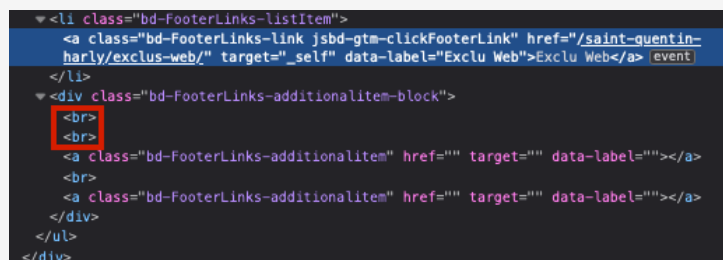 <li class="bd-FooterLinks-listItem">
<a class="bd-FooterLinks-link jsbd-gtm-clickFooterLink" href="/saint-quentin-
harly/exclus-web/" target="_self" data-label="Exclu Web">Exclu Web</a> event
</li>
<div class="bd-FooterLinks-additionalitem-block">
<br>
<br>
<a class="bd-FooterLinks-additionalitem" href="" target="" data-label=""></a>
<br>
<a class="bd-FooterLinks-additionalitem" href="" target="" data-label=""></a>
</div>
</ul>
</div>